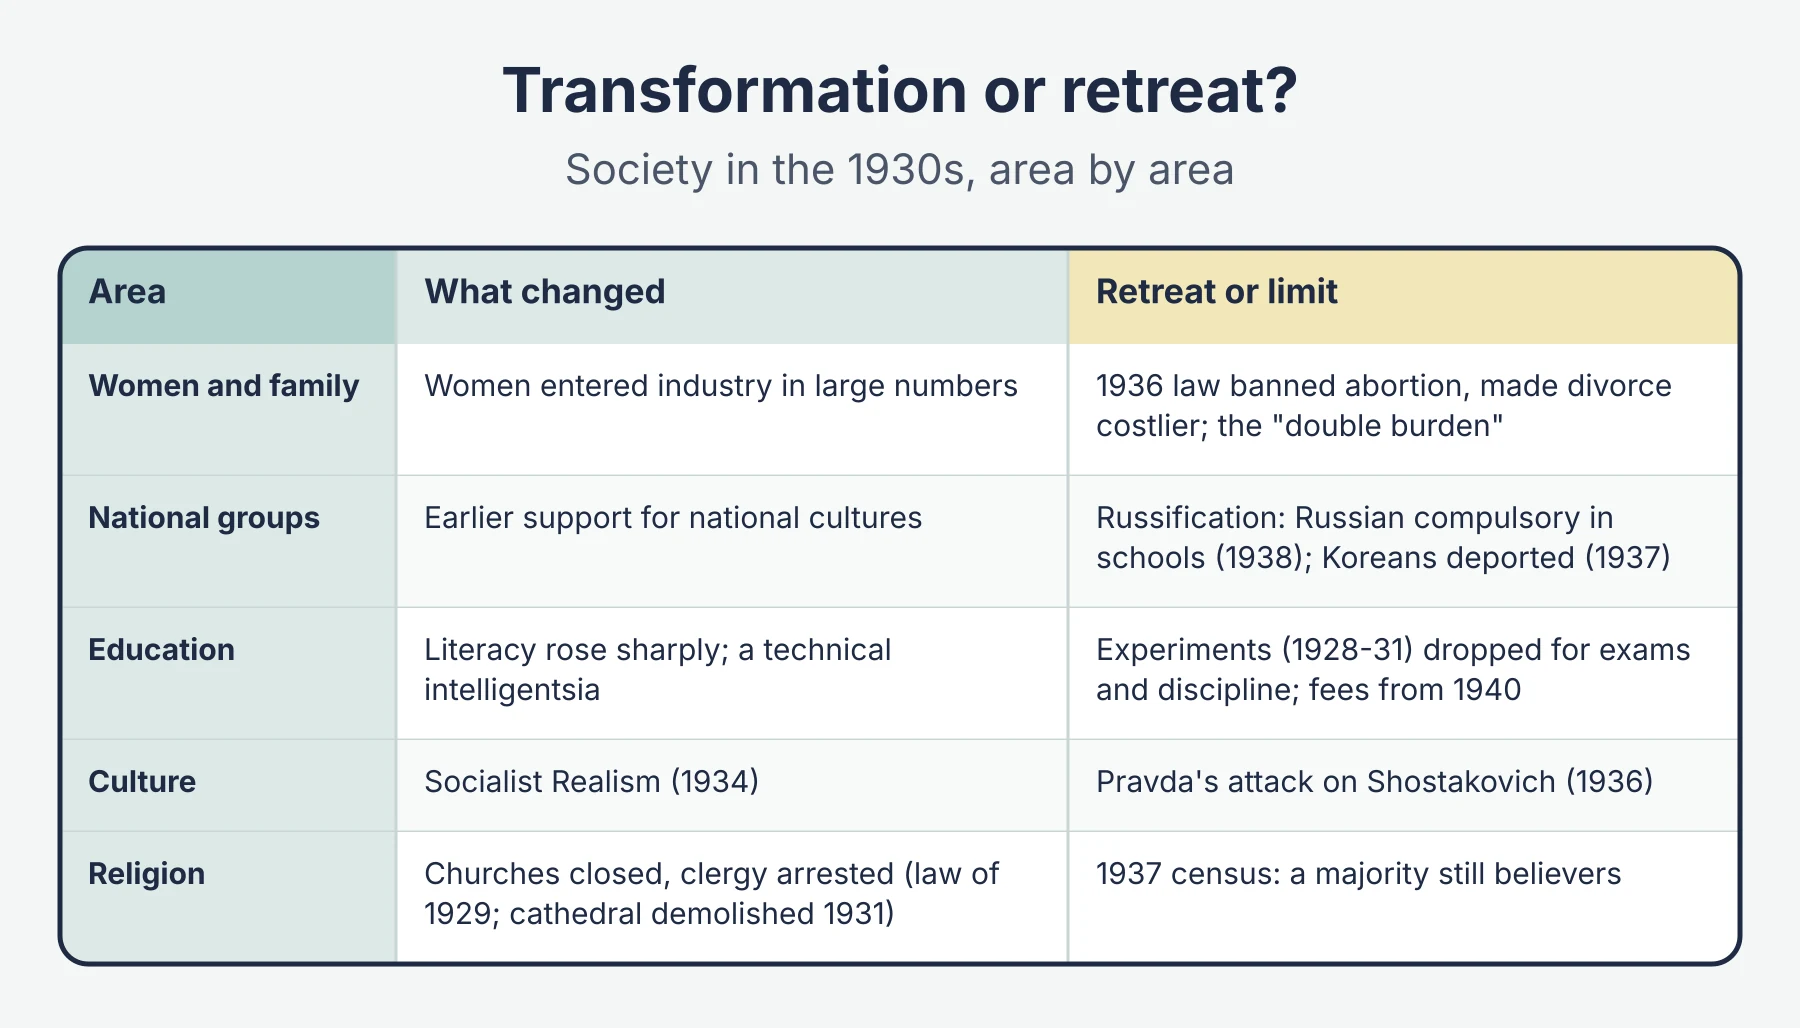 Transformation or retreat?
Society in the 1930s, area by area
Area
What changed
Retreat or limit
Women and family
Women entered industry in large numbers
1936 law banned abortion, made divorce
costlier; the "double burden"
National groups
Earlier support for national cultures
Russification: Russian compulsory in
schools (1938); Koreans deported (1937)
Education
Literacy rose sharply; a technical
intelligentsia
Experiments (1928-31) dropped for exams
and discipline; fees from 1940
Culture
Socialist Realism (1934)
Pravda's attack on Shostakovich (1936)
Religion
Churches closed, clergy arrested (law of
1929; cathedral demolished 1931)
1937 census: a majority still believers